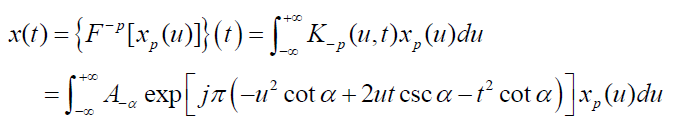 x(t) = {F^{-p}[x_p(u)]}(t) = ∫_{-∞}^{+∞} K_{-p}(u,t)x_p(u)du
= ∫_{-∞}^{+∞} A_{-α} exp[jπ(-u² cot α + 2ut csc α - t² cot α)]x_p(u)du